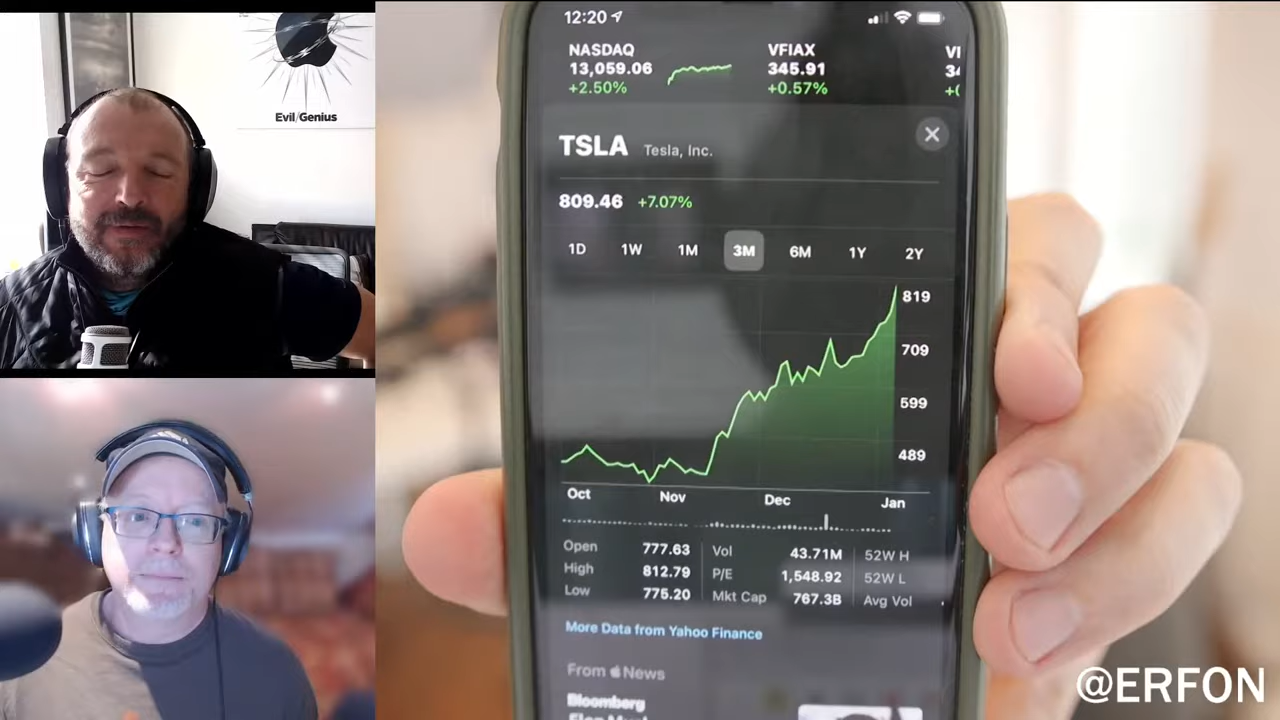 Evil/Genius
12:20
NASDAQ
13,059.06
+2.50%
VFIAX
345.91
+0.57%
TSLA Tesla, Inc.
809.46 +7.07%
1D 1W 1M 3M 6M 1Y 2Y
819
709
599
489
Oct Nov Dec Jan
Open 777.63 Vol 43.71M 52W H
High 812.79 P/E 1,548.92 52W L
Low 775.20 Mkt Cap 767.3B Avg Vol
More Data from Yahoo Finance
From News
Bloomberg
@ERFON